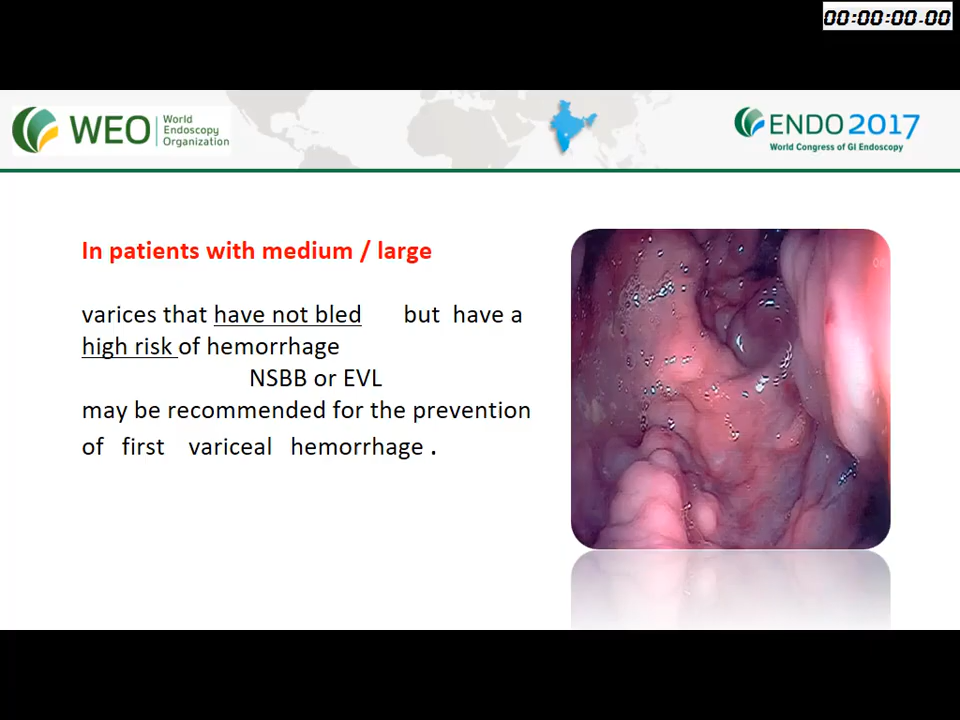 00:00:00.00
WEO
World
Endoscopy
Organization
ENDO 2017
World Congress of GI Endoscopy
In patients with medium / large
varices that have not bled but have a
high risk of hemorrhage
NSBB or EVL
may be recommended for the prevention
of first variceal hemorrhage .